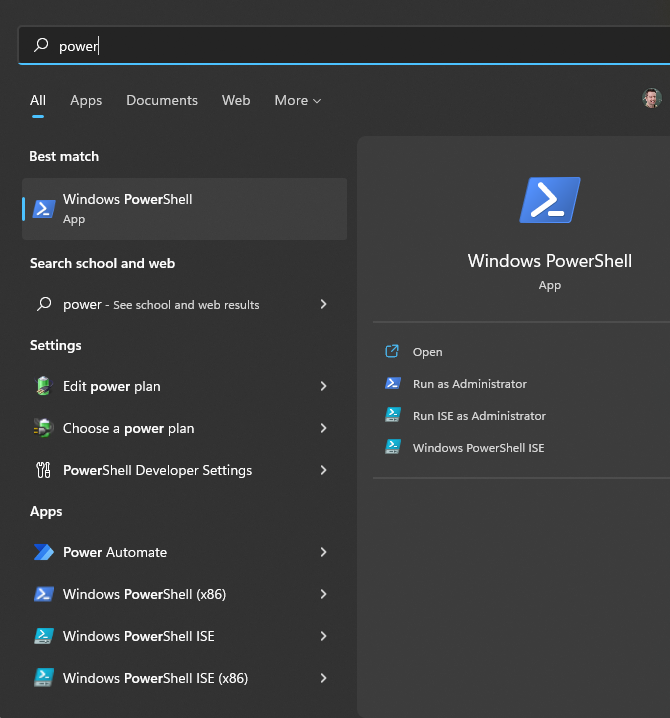 power
All Apps Documents Web More
Best match
Windows PowerShell
App
Search school and web
power - See school and web results
Settings
Edit power plan
Choose a power plan
PowerShell Developer Settings
Apps
Power Automate
Windows PowerShell (x86)
Windows PowerShell ISE
Windows PowerShell ISE (x86)
Windows PowerShell
App
Open
Run as Administrator
Run ISE as Administrator
Windows PowerShell ISE